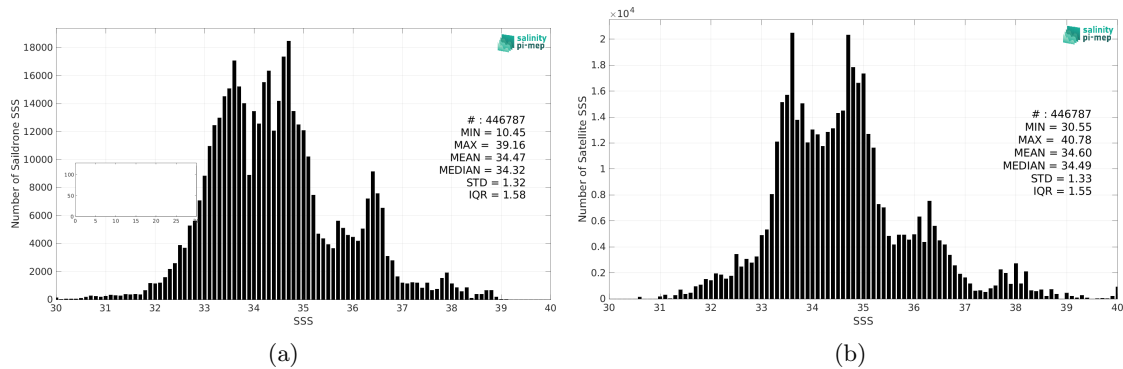 salinity
pi-mep
18000
16000
14000
12000
10000
8000
6000
4000
2000
0
Number of Saildrone SSS
# : 446787
MIN = 10.45
MAX = 39.16
MEAN = 34.47
MEDIAN = 34.32
STD = 1.32
IQR = 1.58
100
50
0
0 5 10 15 20 25
30 31 32 33 34 35 36 37 38 39 40
SSS
(a)
×10⁴
salinity
pi-mep
2
1.8
1.6
1.4
1.2
1
0.8
0.6
0.4
0.2
0
Number of Satellite SSS
# : 446787
MIN = 30.55
MAX = 40.78
MEAN = 34.60
MEDIAN = 34.49
STD = 1.33
IQR = 1.55
30 31 32 33 34 35 36 37 38 39 40
SSS
(b)